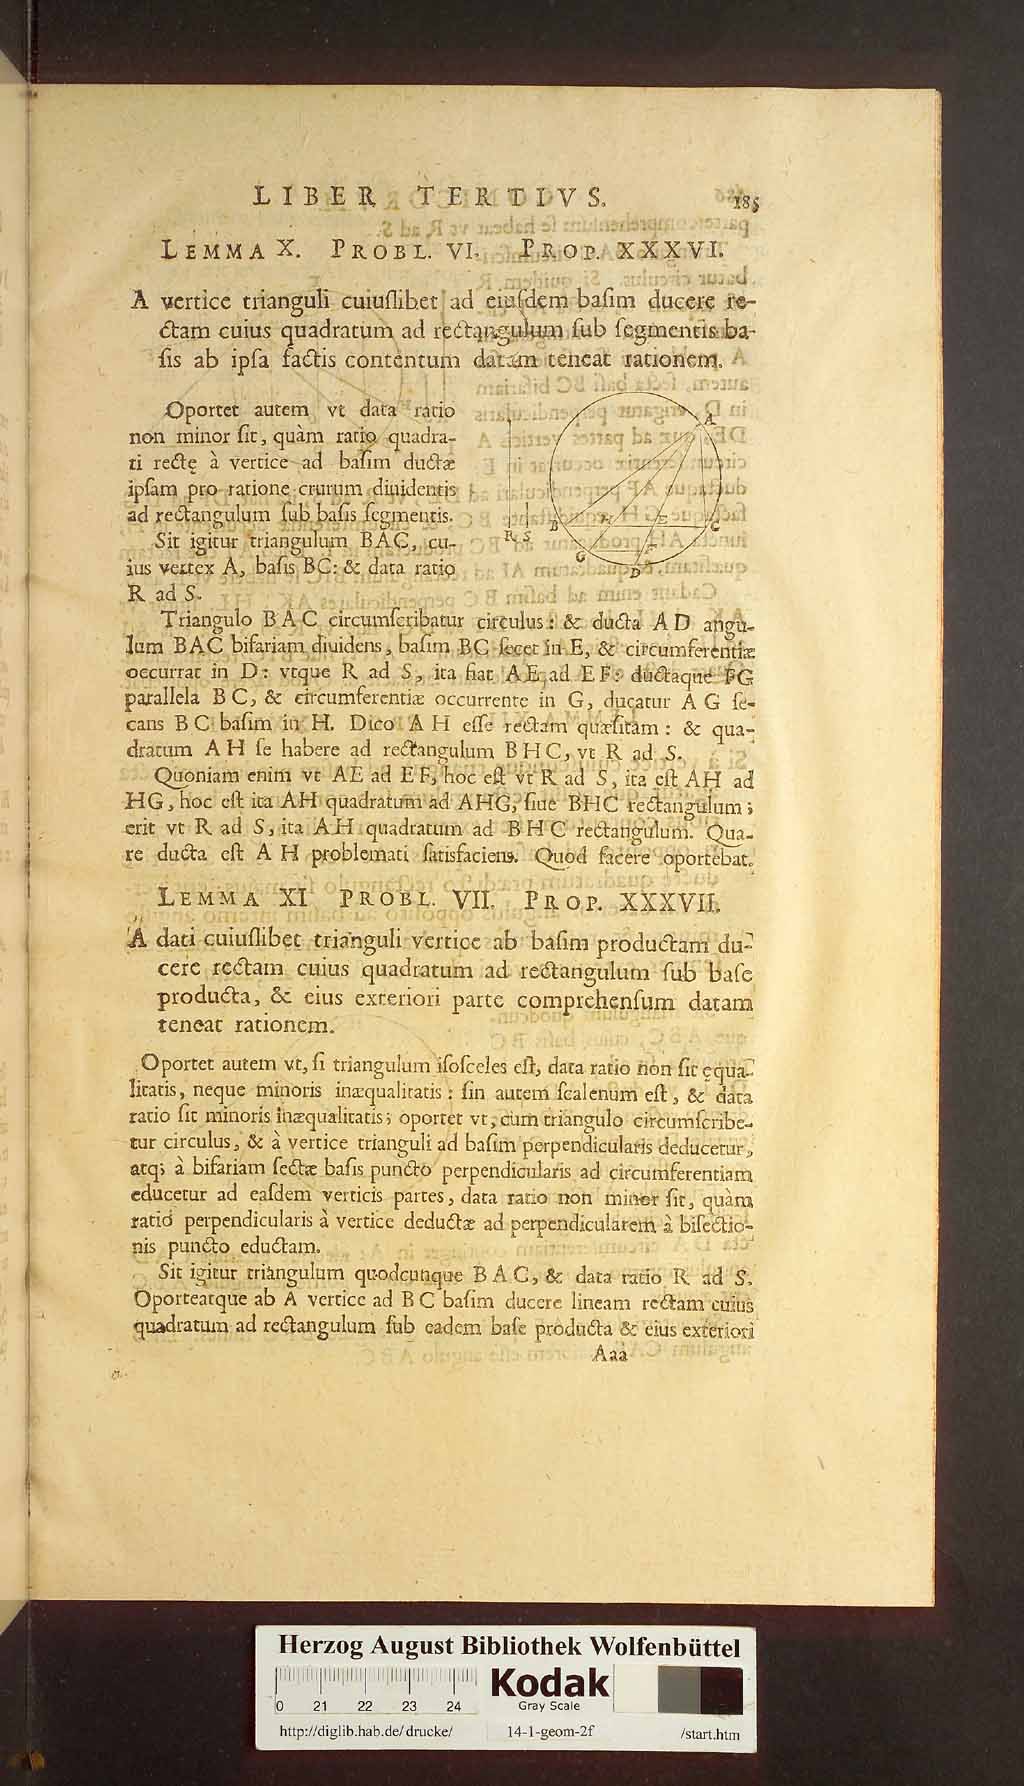 LIBER TERTIVS. 185
LEMMA X. PROBL. VI. PROP. XXXVI.
A vertice trianguli cuiuſlibet ad eiuſdem baſim ducere re-
ctam cuius quadratum ad rectangulum ſub ſegmentis ba-
ſis ab ipſa factis contentum datam teneat rationem.
Oportet autem vt data ratio
non minor ſit, quàm ratio quadra-
ti rectę à vertice ad baſim ductæ
ipſam pro ratione crurum diuidentis
ad rectangulum ſub baſis ſegmentis.
Sit igitur triangulum BAC, cu-
ius vertex A, baſis BC: & data ratio
R ad S.
A
R S B H E C
G F
D
Triangulo BAC circumſcribatur circulus: & ducta AD angu-
lum BAC bifariam diuidens, baſim BC ſecet in E, & circumferentiæ
occurrat in D: vtque R ad S, ita fiat AE ad EF: ductaque FG
parallela BC, & circumferentiæ occurrente in G, ducatur AG ſe-
cans BC baſim in H. Dico AH eſſe rectam quæſitam: & qua-
dratum AH ſe habere ad rectangulum BHC, vt R ad S.
Quoniam enim vt AE ad EF, hoc eſt vt R ad S, ita eſt AH ad
HG, hoc eſt ita AH quadratum ad AHG, ſiue BHC rectangulum;
erit vt R ad S, ita AH quadratum ad BHC rectangulum. Qua-
re ducta eſt AH problemati ſatisfaciens. Quod facere oportebat.
LEMMA XI PROBL. VII. PROP. XXXVII.
A dati cuiuſlibet trianguli vertice ab baſim productam du-
cere rectam cuius quadratum ad rectangulum ſub baſe
producta, & eius exteriori parte comprehenſum datam
teneat rationem.
Oportet autem vt, ſi triangulum iſoſceles eſt, data ratio non ſit ęqua-
litatis, neque minoris inæqualitatis: ſin autem ſcalenum eſt, & data
ratio ſit minoris inæqualitatis; oportet vt, cum triangulo circumſcribe-
tur circulus, & à vertice trianguli ad baſim perpendicularis deducetur,
atq; à bifariam ſectæ baſis puncto perpendicularis ad circumferentiam
educetur ad eaſdem verticis partes, data ratio non minor ſit, quàm
ratio perpendicularis à vertice deductæ ad perpendicularem à biſectio-
nis puncto eductam.
Sit igitur triangulum quodcunque BAC, & data ratio R ad S.
Oporteatque ab A vertice ad BC baſim ducere lineam rectam cuius
quadratum ad rectangulum ſub eadem baſe producta & eius exteriori
Aaa
Herzog August Bibliothek Wolfenbüttel
0 21 22 23 24
Kodak
Gray Scale
http://diglib.hab.de/drucke/ 14-1-geom-2f /start.htm